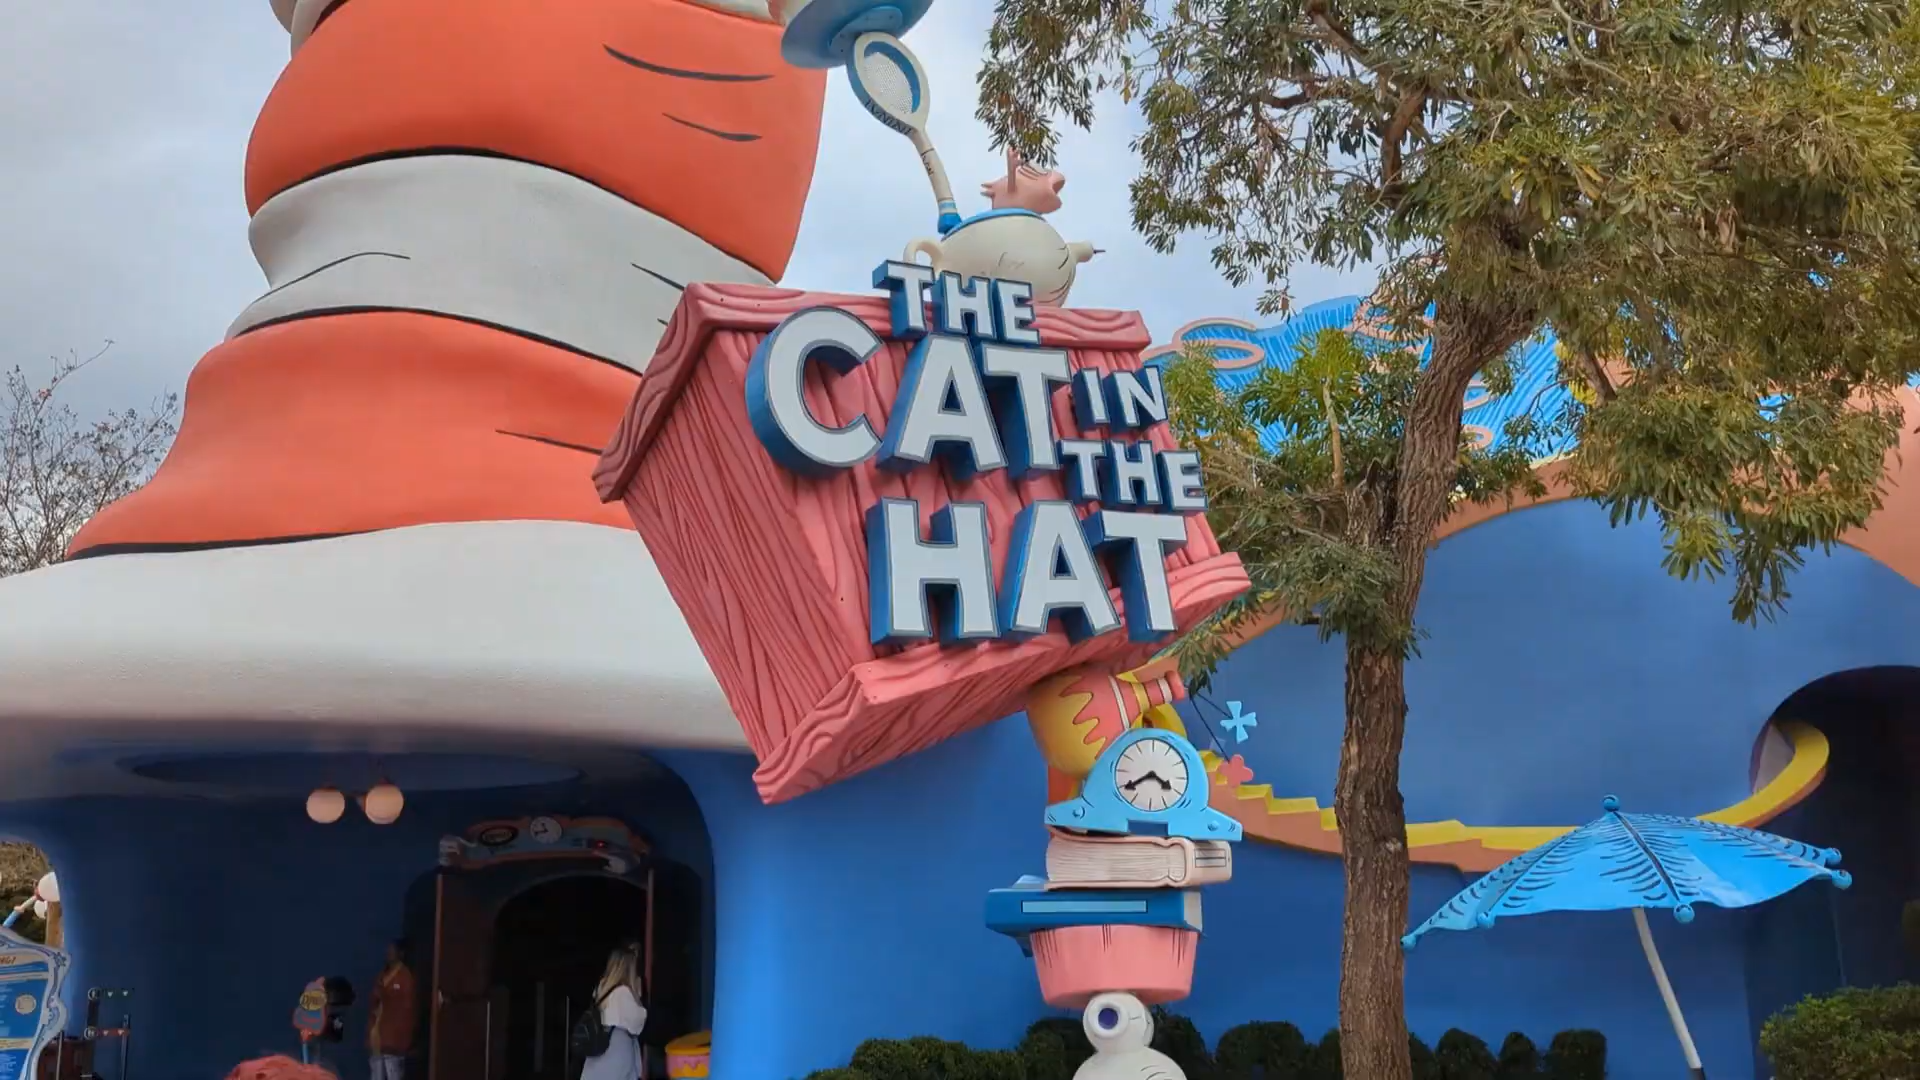 THE
CAT
IN
THE
HAT